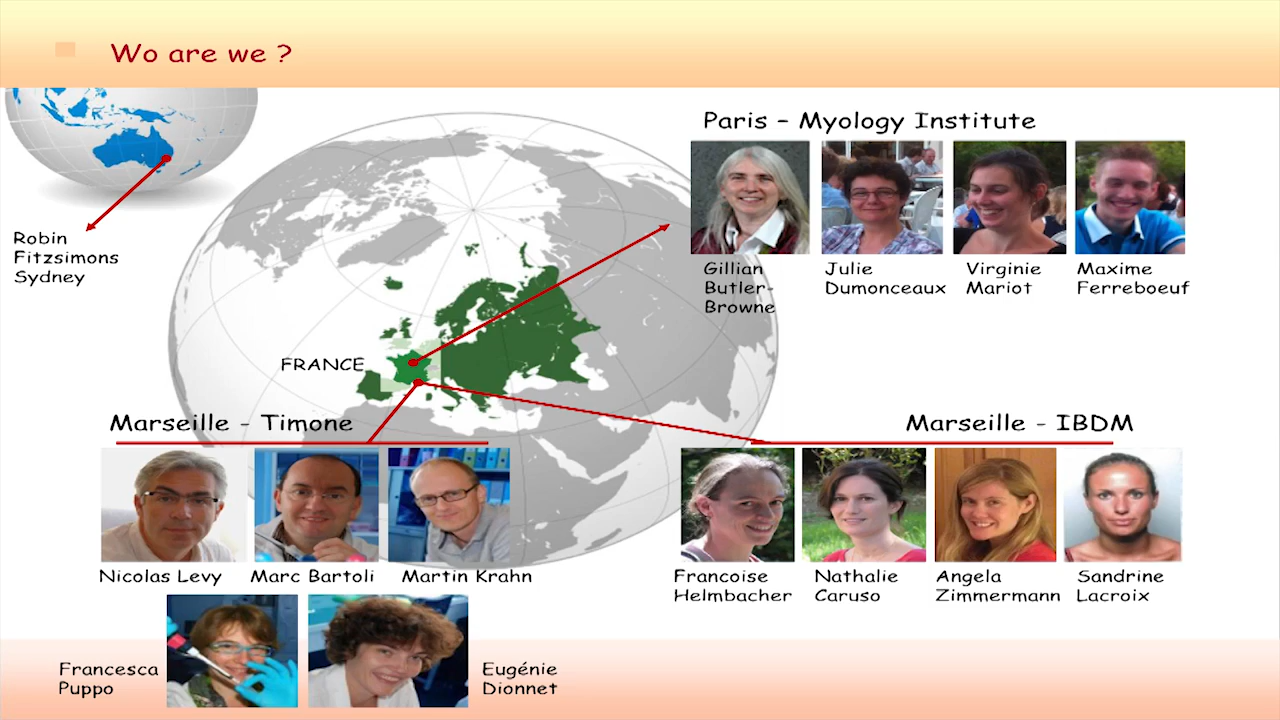 Wo are we ?
Paris - Myology Institute
Gillian
Butler-
Browne
Julie
Dumonceaux
Virginie
Mariot
Maxime
Ferreboeuf
Robin
Fitzsimons
Sydney
FRANCE
Marseille - Timone
Nicolas Levy
Marc Bartoli
Martin Krahn
Francesca
Puppo
Eugénie
Dionnet
Marseille - IBDM
Francoise
Helmbacher
Nathalie
Caruso
Angela
Zimmermann
Sandrine
Lacroix